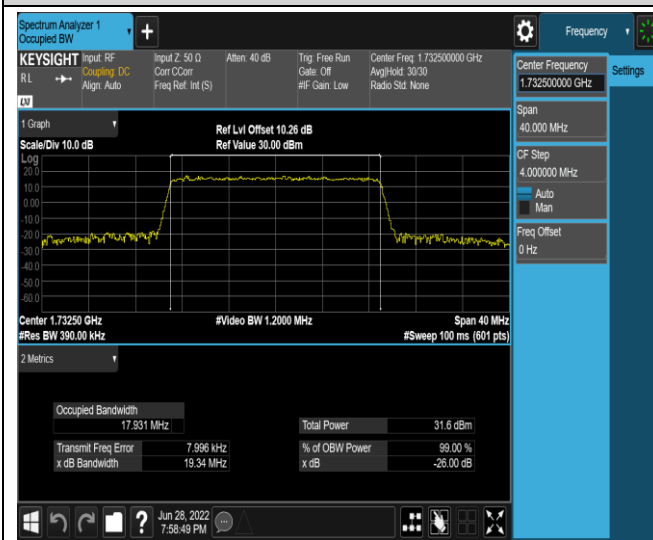 Spectrum Analyzer 1
Occupied BW
+
Frequency
KEYSIGHT Input: RF Input Z: 50 Ω Atten: 40 dB Trig: Free Run Center Freq: 1.732500000 GHz
RL Coupling: DC Corr CCorr Gate: Off Avg|Hold: 30/30
Align: Auto Freq Ref: Int (S) #IF Gain: Low Radio Std: None
LXI
Center Frequency
1.732500000 GHz
Settings
Span
40.000 MHz
CF Step
4.000000 MHz
Auto
Man
Freq Offset
0 Hz
1 Graph
Ref Lvl Offset 10.26 dB
Scale/Div 10.0 dB Ref Value 30.00 dBm
Log
20.0
10.0
0.00
-10.0
-20.0
-30.0
-40.0
-50.0
-60.0
Center 1.73250 GHz #Video BW 1.2000 MHz Span 40 MHz
#Res BW 390.00 kHz #Sweep 100 ms (601 pts)
2 Metrics
Occupied Bandwidth
17.931 MHz Total Power 31.6 dBm
Transmit Freq Error 7.996 kHz % of OBW Power 99.00 %
x dB Bandwidth 19.34 MHz x dB -26.00 dB
? Jun 28, 2022
7:58:49 PM